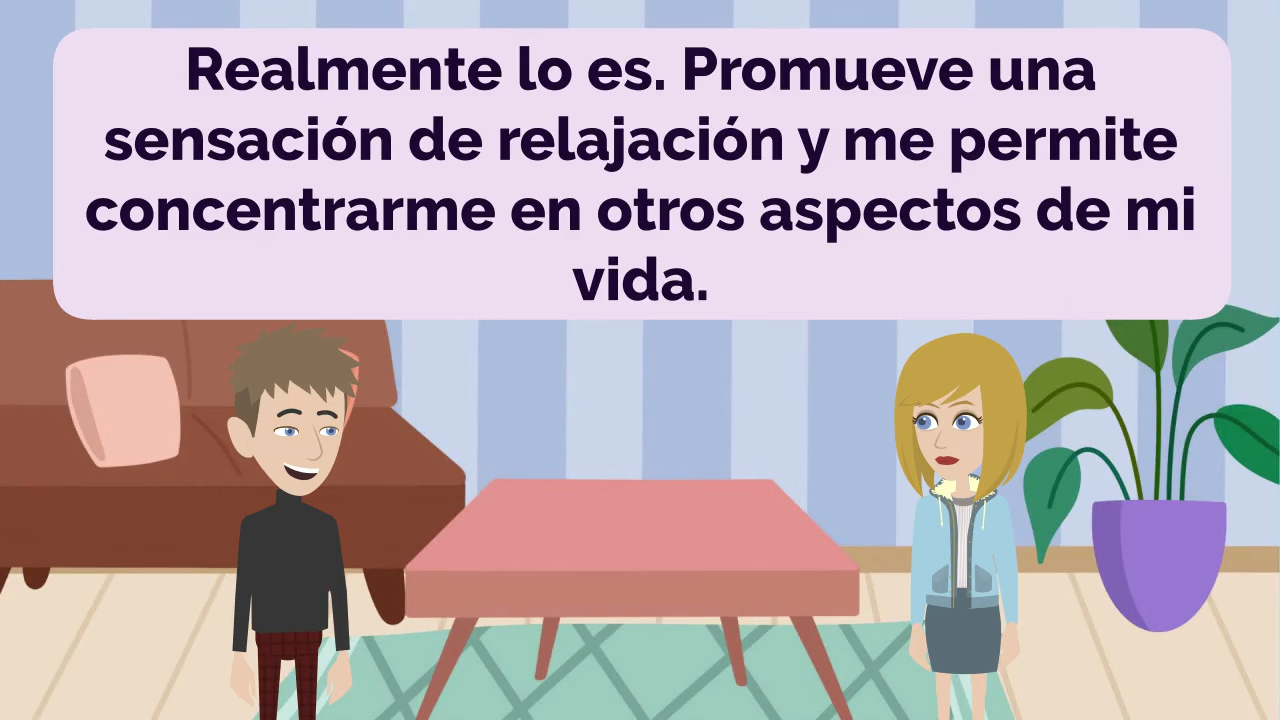 Realmente lo es. Promueve una
sensación de relajación y me permite
concentrarme en otros aspectos de mi
vida.